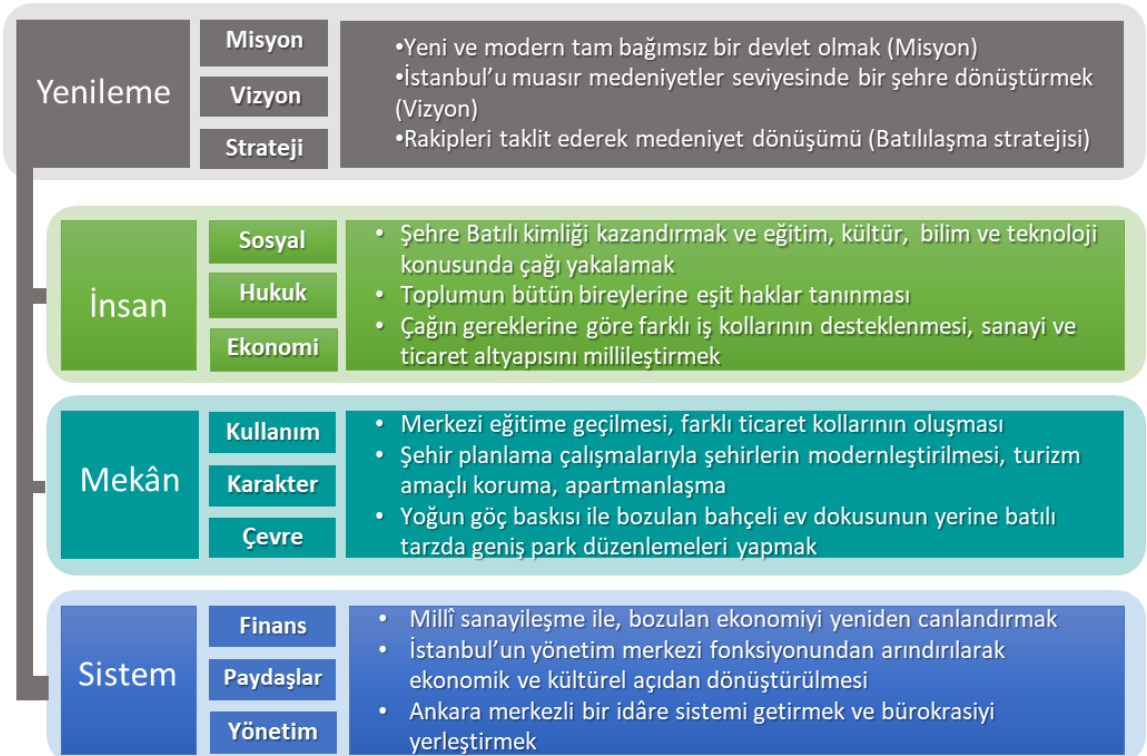 Yenileme
Misyon
Vizyon
Strateji
•Yeni ve modern tam bağımsız bir devlet olmak (Misyon)
•İstanbul’u muasır medeniyetler seviyesinde bir şehre dönüştürmek
(Vizyon)
•Rakipleri taklit ederek medeniyet dönüşümü (Batılılaşma stratejisi)
İnsan
Sosyal
Hukuk
Ekonomi
• Şehre Batılı kimliği kazandırmak ve eğitim, kültür, bilim ve teknoloji
konusunda çağı yakalamak
• Toplumun bütün bireylerine eşit haklar tanınması
• Çağın gereklerine göre farklı iş kollarının desteklenmesi, sanayi ve
ticaret altyapısını millileştirmek
Mekân
Kullanım
Karakter
Çevre
• Merkezi eğitime geçilmesi, farklı ticaret kollarının oluşması
• Şehir planlama çalışmalarıyla şehirlerin modernleştirilmesi, turizm
amaçlı koruma, apartmanlaşma
• Yoğun göç baskısı ile bozulan bahçeli ev dokusunun yerine batılı
tarzda geniş park düzenlemeleri yapmak
Sistem
Finans
Paydaşlar
Yönetim
• Millî sanayileşme ile, bozulan ekonomiyi yeniden canlandırmak
• İstanbul’un yönetim merkezi fonksiyonundan arındırılarak
ekonomik ve kültürel açıdan dönüştürülmesi
• Ankara merkezli bir idâre sistemi getirmek ve bürokrasiyi
yerleştirmek